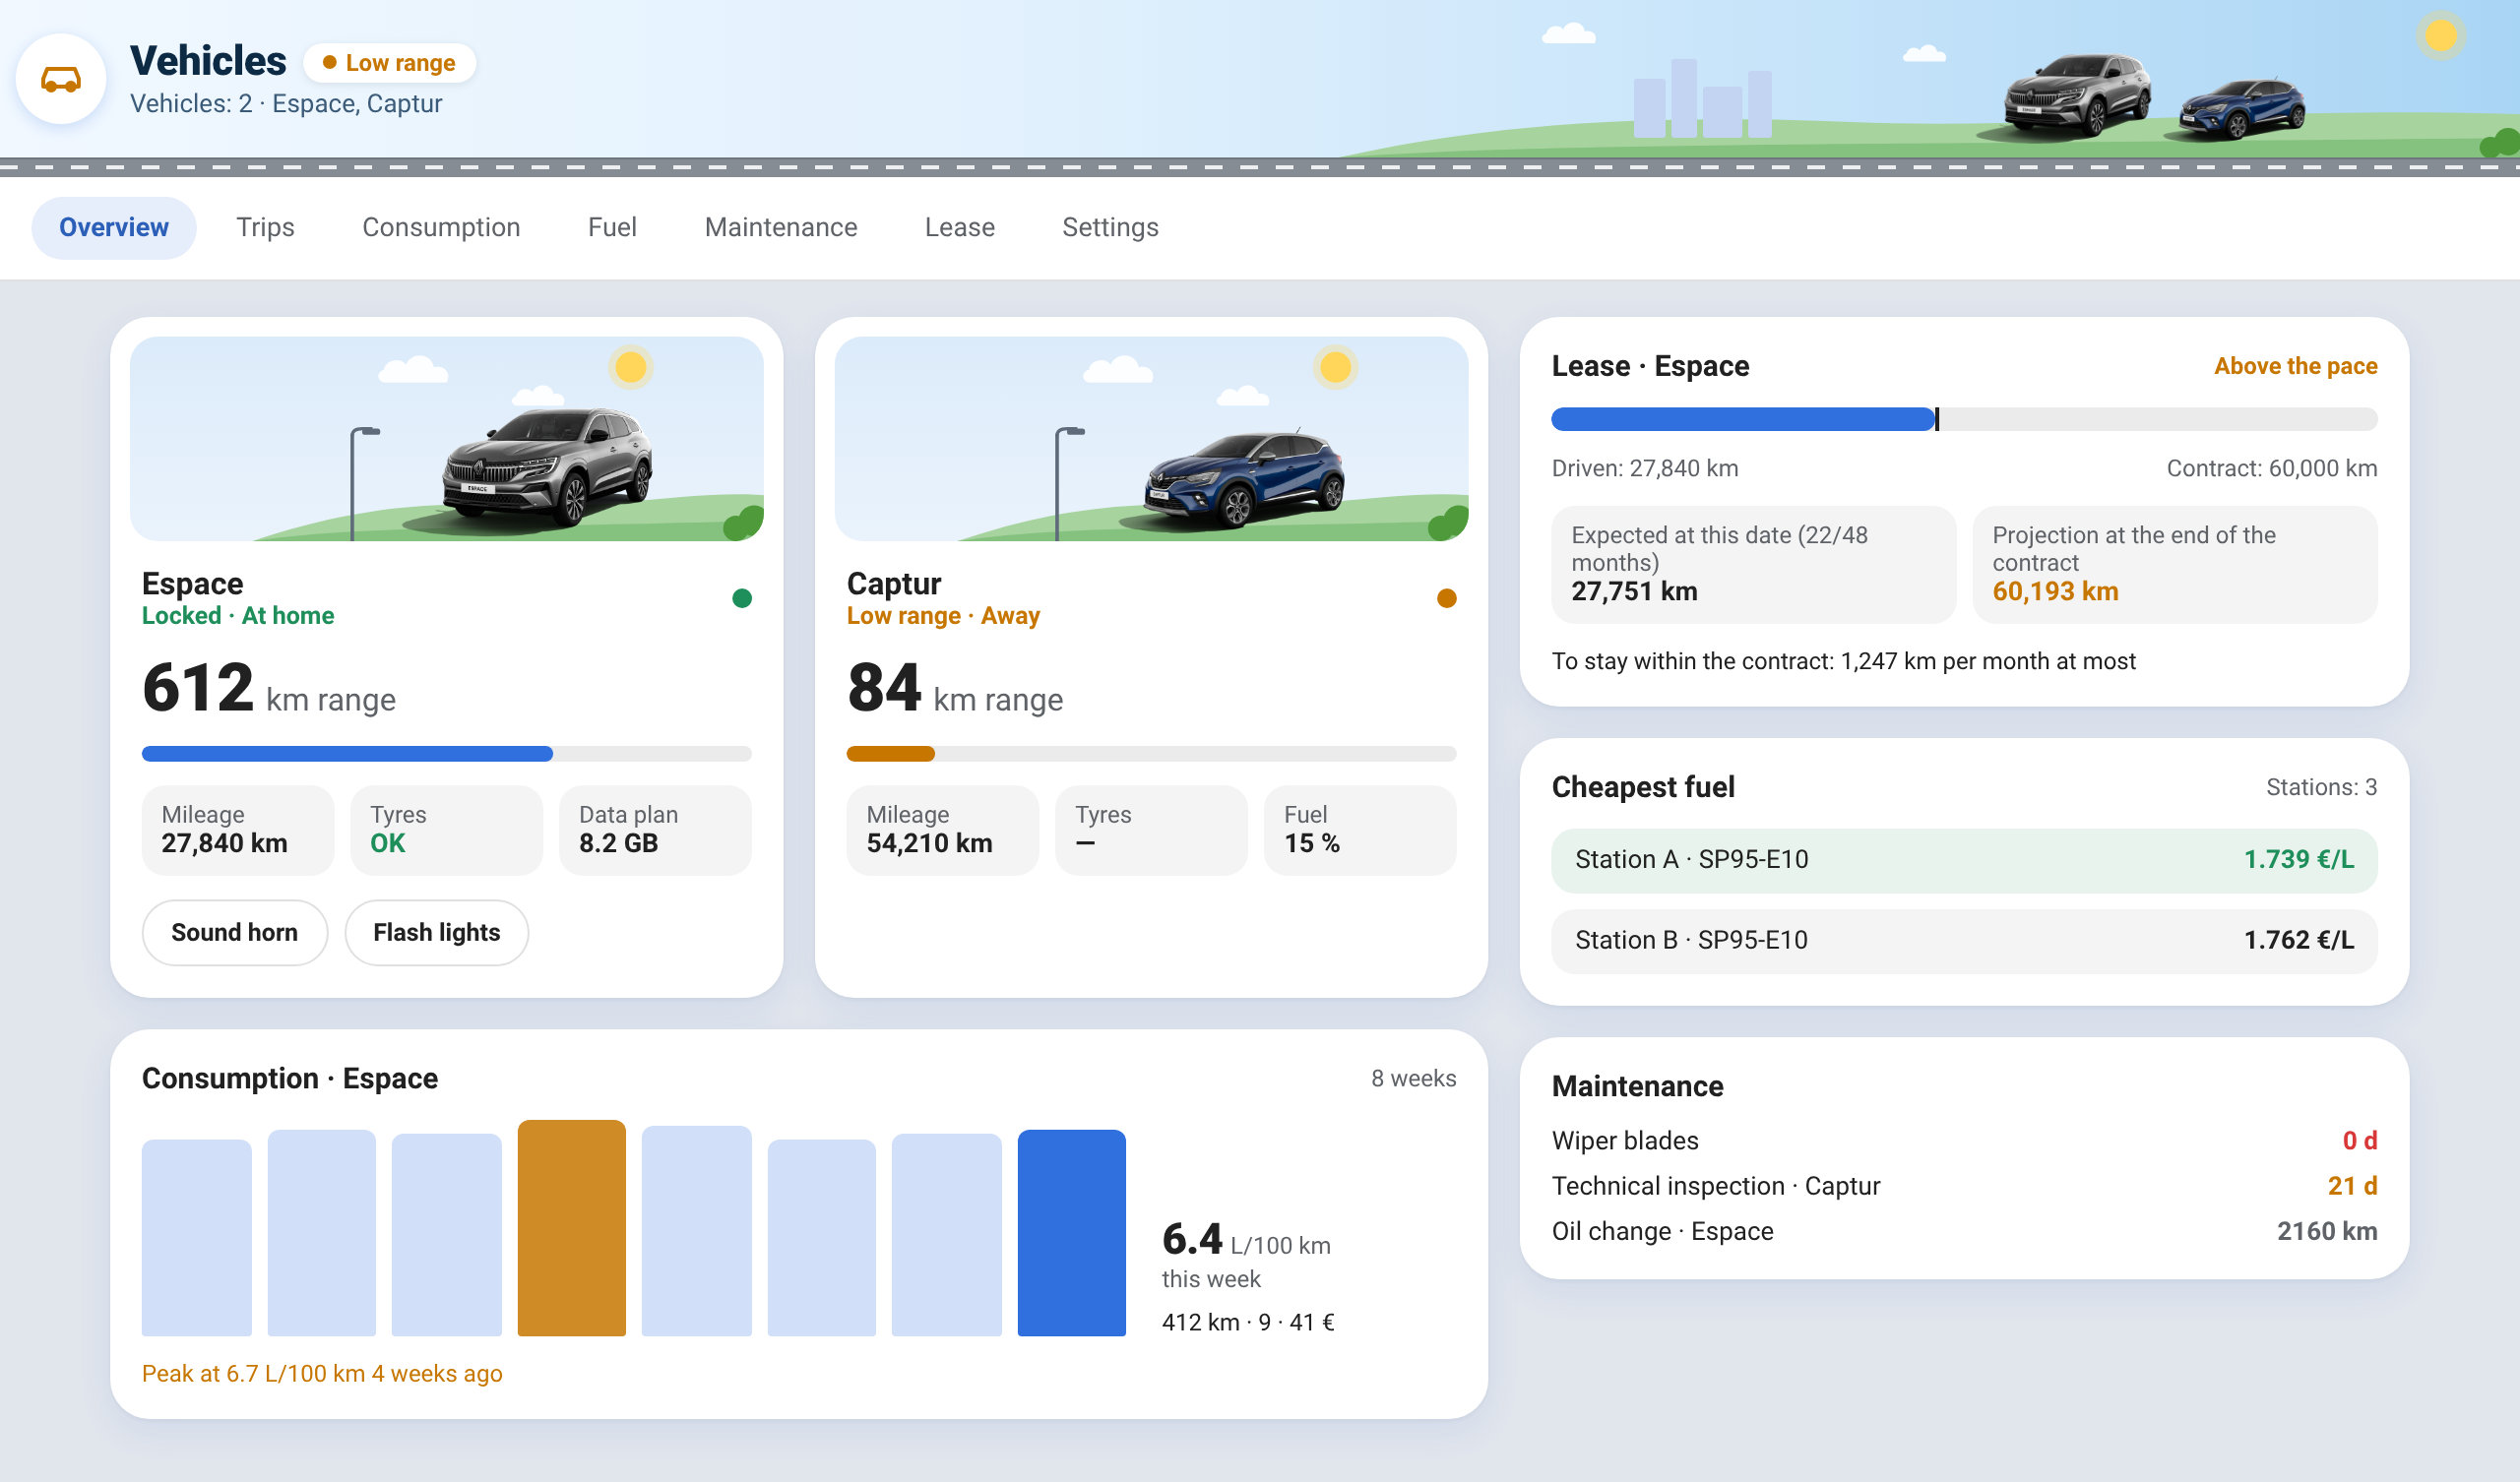 Vehicles
Low range
Vehicles: 2 · Espace, Captur
Overview
Trips
Consumption
Fuel
Maintenance
Lease
Settings
ESPACE
Espace
Locked · At home
612 km range
Mileage
27,840 km
Tyres
OK
Data plan
8.2 GB
Sound horn
Flash lights
CAPTUR
Captur
Low range · Away
84 km range
Mileage
54,210 km
Tyres
—
Fuel
15 %
Consumption · Espace
8 weeks
6.4 L/100 km
this week
412 km · 9 · 41 €
Peak at 6.7 L/100 km 4 weeks ago
Lease · Espace
Above the pace
Driven: 27,840 km
Contract: 60,000 km
Expected at this date (22/48
months)
27,751 km
Projection at the end of the
contract
60,193 km
To stay within the contract: 1,247 km per month at most
Cheapest fuel
Stations: 3
Station A · SP95-E10
1.739 €/L
Station B · SP95-E10
1.762 €/L
Maintenance
Wiper blades
0 d
Technical inspection · Captur
21 d
Oil change · Espace
2160 km